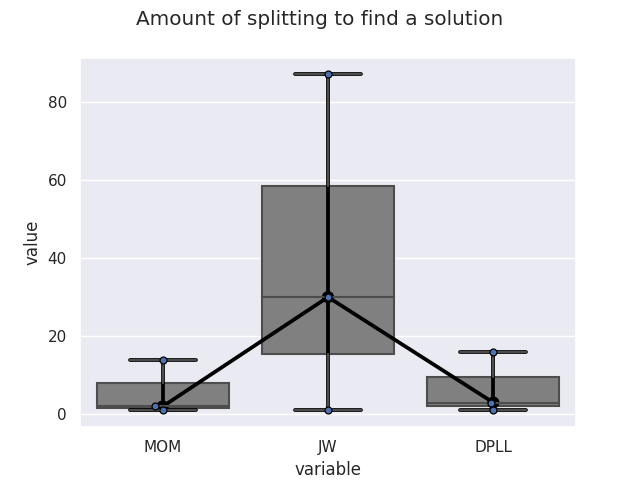 Amount of splitting to find a solution
80
60
40
20
0
value
MOM
JW
DPLL
variable